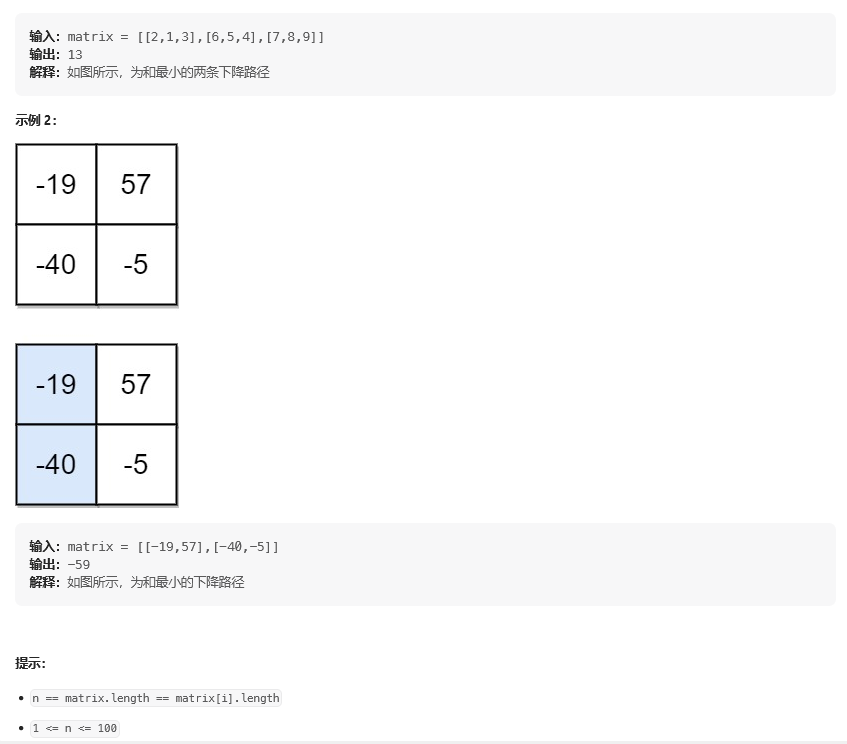 输入：matrix = [[2,1,3],[6,5,4],[7,8,9]]
输出：13
解释：如图所示，为和最小的两条下降路径
示例 2：
-19 57
-40 -5
-19 57
-40 -5
输入：matrix = [[-19,57],[-40,-5]]
输出：-59
解释：如图所示，为和最小的下降路径
提示：
• n == matrix.length == matrix[i].length
• 1 <= n <= 100